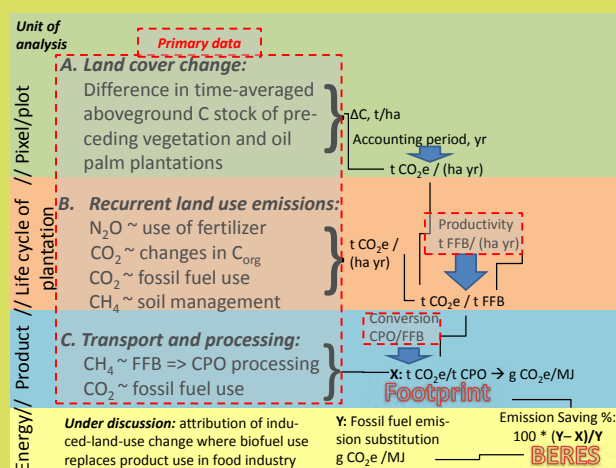 Unit of
analysis
Primary data
// Pixel/plot
A. Land cover change:
Difference in time-averaged
aboveground C stock of pre-
ceding vegetation and oil
palm plantations
ΔC, t/ha
Accounting period, yr
t CO2e / (ha yr)
// Life cycle of
plantation
B. Recurrent land use emissions:
N2O ~ use of fertilizer
CO2 ~ changes in Corg
CO2 ~ fossil fuel use
CH4 ~ soil management
t CO2e /
(ha yr)
Productivity
t FFB/ (ha yr)
t CO2e / t FFB
// Product
C. Transport and processing:
CH4 ~ FFB => CPO processing
CO2 ~ fossil fuel use
Conversion
CPO/FFB
X: t CO2e/t CPO → g CO2e/MJ
Footprint
Energy
Under discussion: attribution of indu-
ced-land-use change where biofuel use
replaces product use in food industry
Y: Fossil fuel emis-
sion substitution
g CO2e /MJ
Emission Saving %:
100 * (Y– X)/Y
BERES